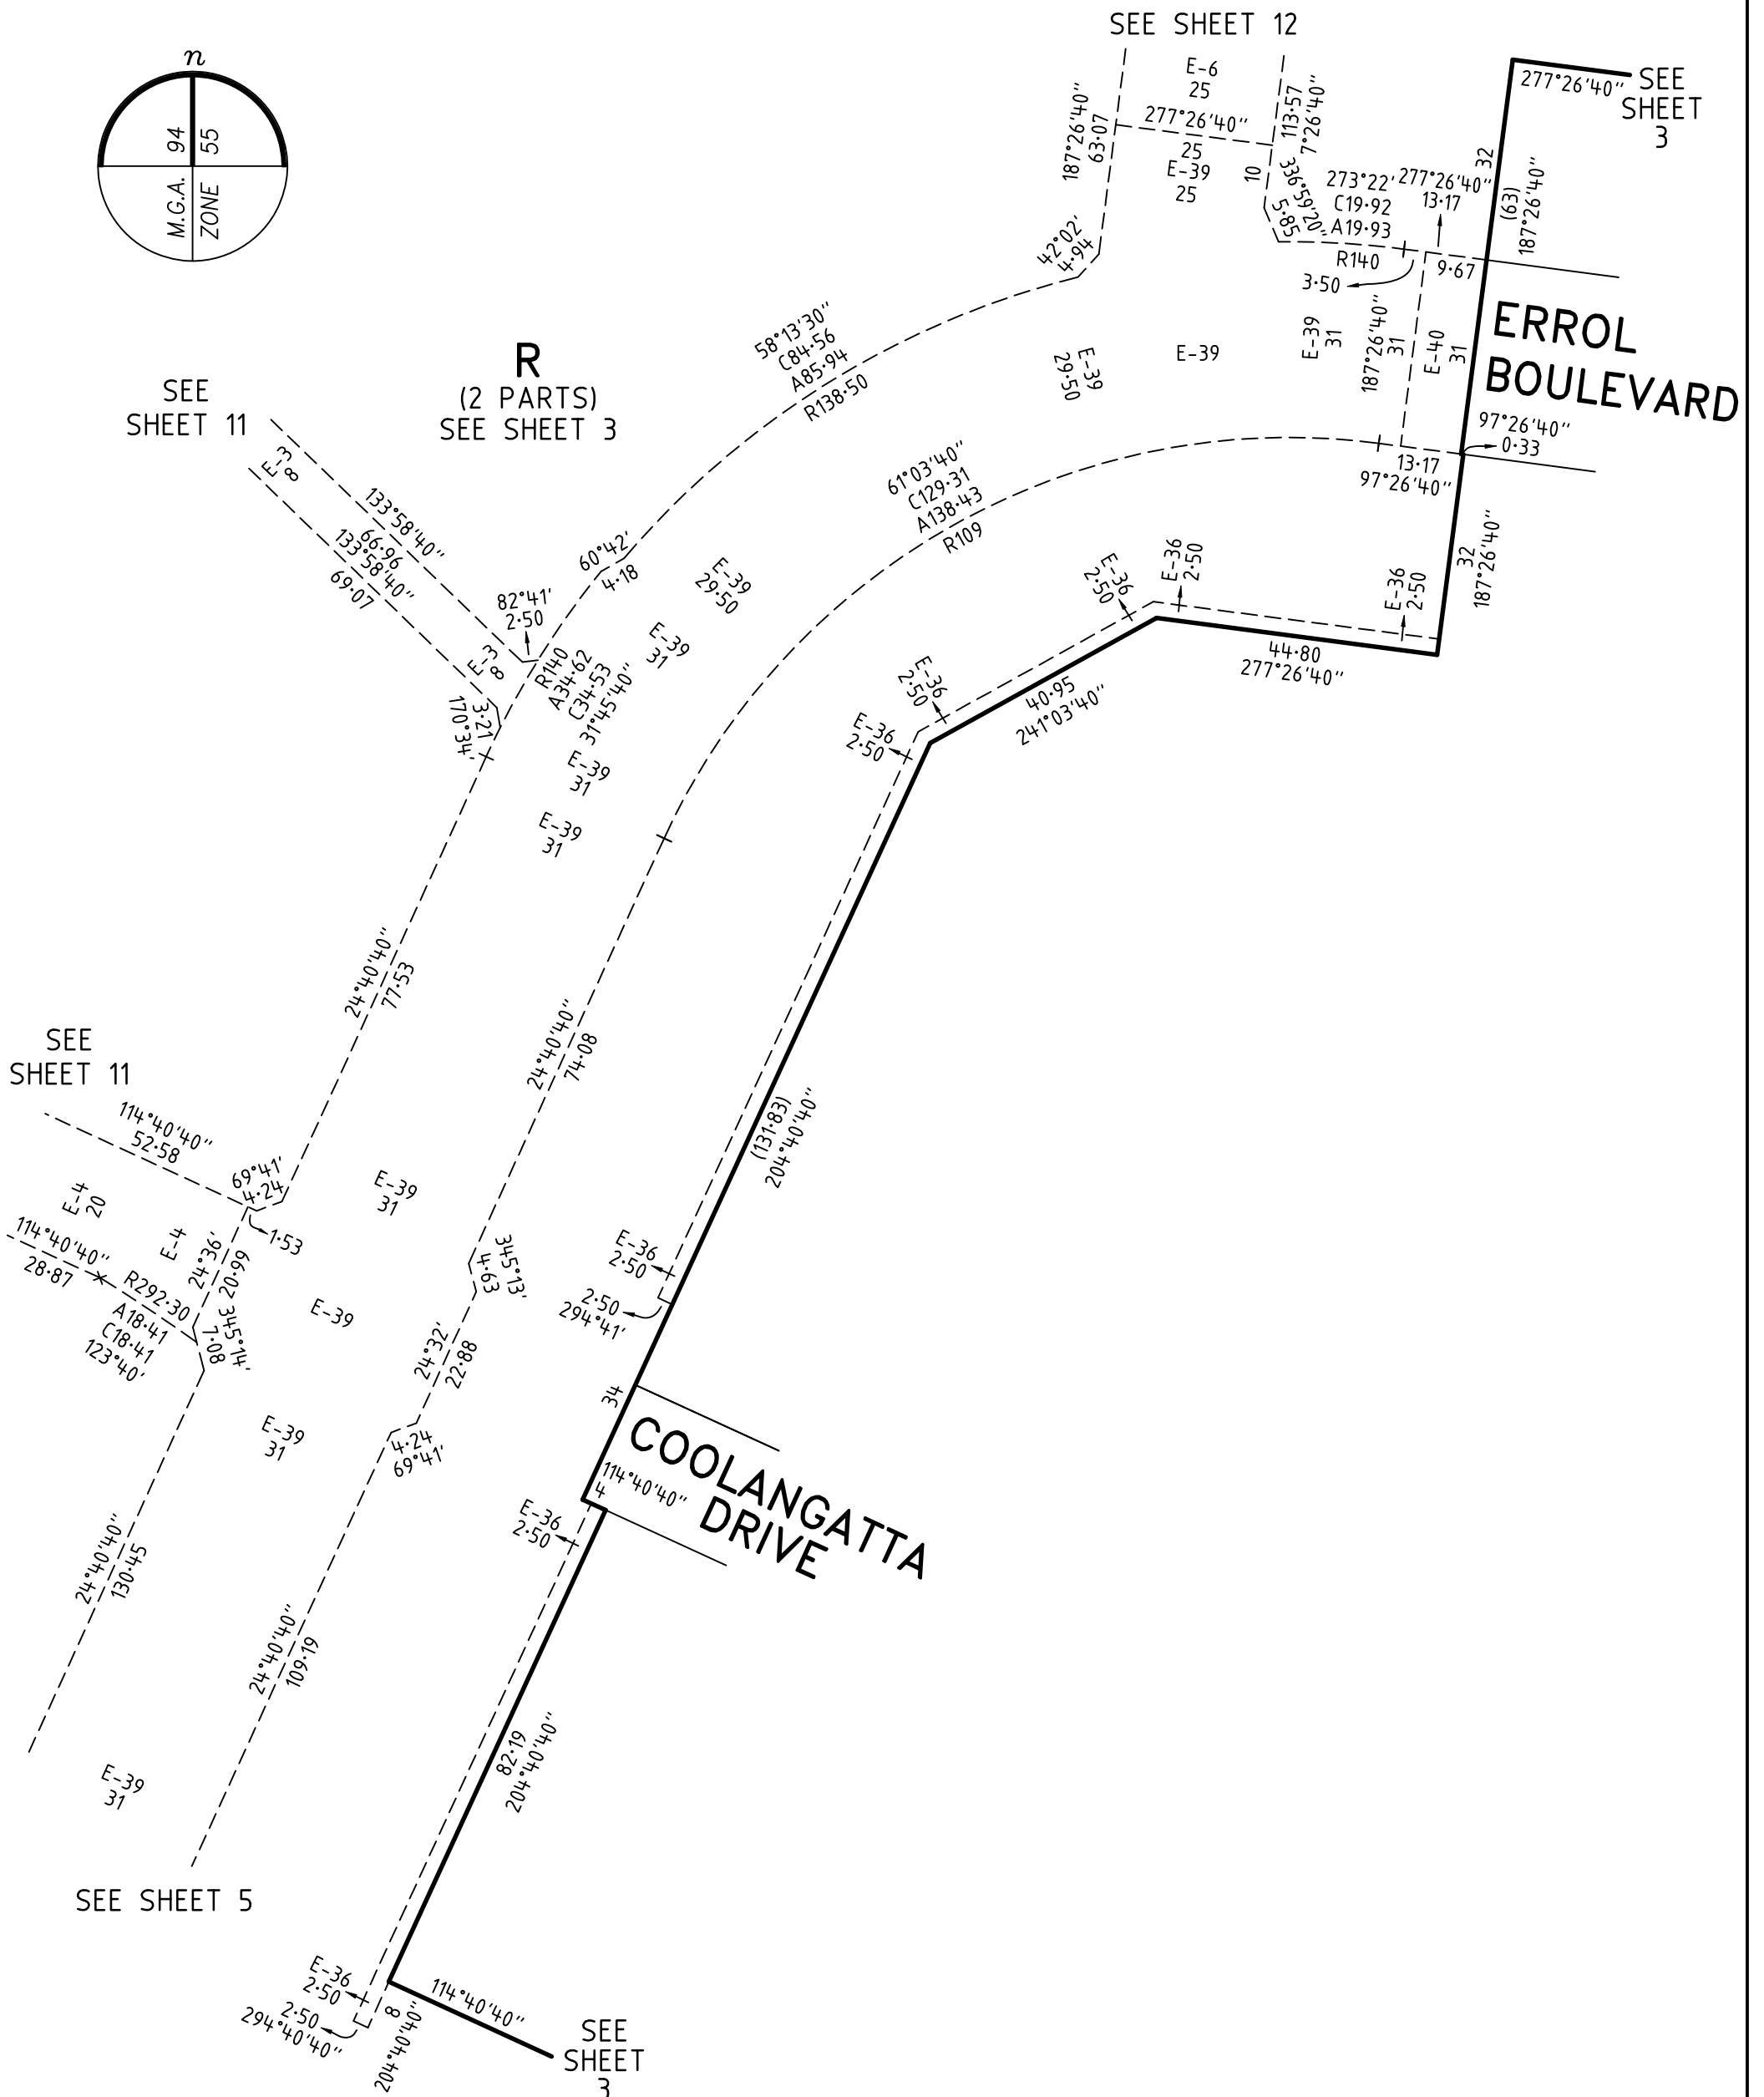 n
94
55
M.G.A.
ZONE
SEE SHEET 12
E-6
25
277°26'40"
25
E-39
25
187°26'40"
63·07
113·57
7°26'40"
10
336°59'20"
5·85
273°22'
C19·92
A19·93
R140
277°26'40"
13·17
3·50
9·67
277°26'40"
SEE
SHEET
3
32
(63)
187°26'40"
42°02'
4·94
58°13'30"
C84·56
A85·94
R138·50
R
(2 PARTS)
SEE SHEET 3
SEE
SHEET 11
E-39
29·50
E-39
E-39
31
187°26'40"
31
E-40
31
ERROL
BOULEVARD
97°26'40"
0·33
13·17
97°26'40"
61°03'40"
C129·31
A138·43
R109
E-3
8
133°58'40"
66·96
133°58'40"
69·07
60°42'
4·18
82°41'
2·50
E-39
29·50
E-39
31
E-3
8
3·21
170°34'
R140
A34·62
C34·53
31°45'40"
E-39
31
E-39
31
E-36
2·50
E-36
2·50
E-36
2·50
32
187°26'40"
44·80
277°26'40"
E-36
2·50
40·95
241°03'40"
E-36
2·50
24°40'40"
77·53
24°40'40"
74·08
(131·83)
204°40'40"
SEE
SHEET 11
114°40'40"
52·58
69°41'
4·24
1·53
E-4
20
E-4
114°40'40"
28·87
R292·30
A18·41
C18·41
123°40'
24°36'
20·99
345°14'
7·08
E-39
31
E-39
345°13'
4·63
E-36
2·50
2·50
294°41'
24°32'
22·88
34
E-39
31
4·24
69°41'
COOLANGATTA
DRIVE
114°40'40"
4
E-36
2·50
24°40'40"
130·45
24°40'40"
109·19
82·19
204°40'40"
E-39
31
SEE SHEET 5
E-36
2·50
2·50
294°40'40"
8
204°40'40"
114°40'40"
SEE
SHEET
3